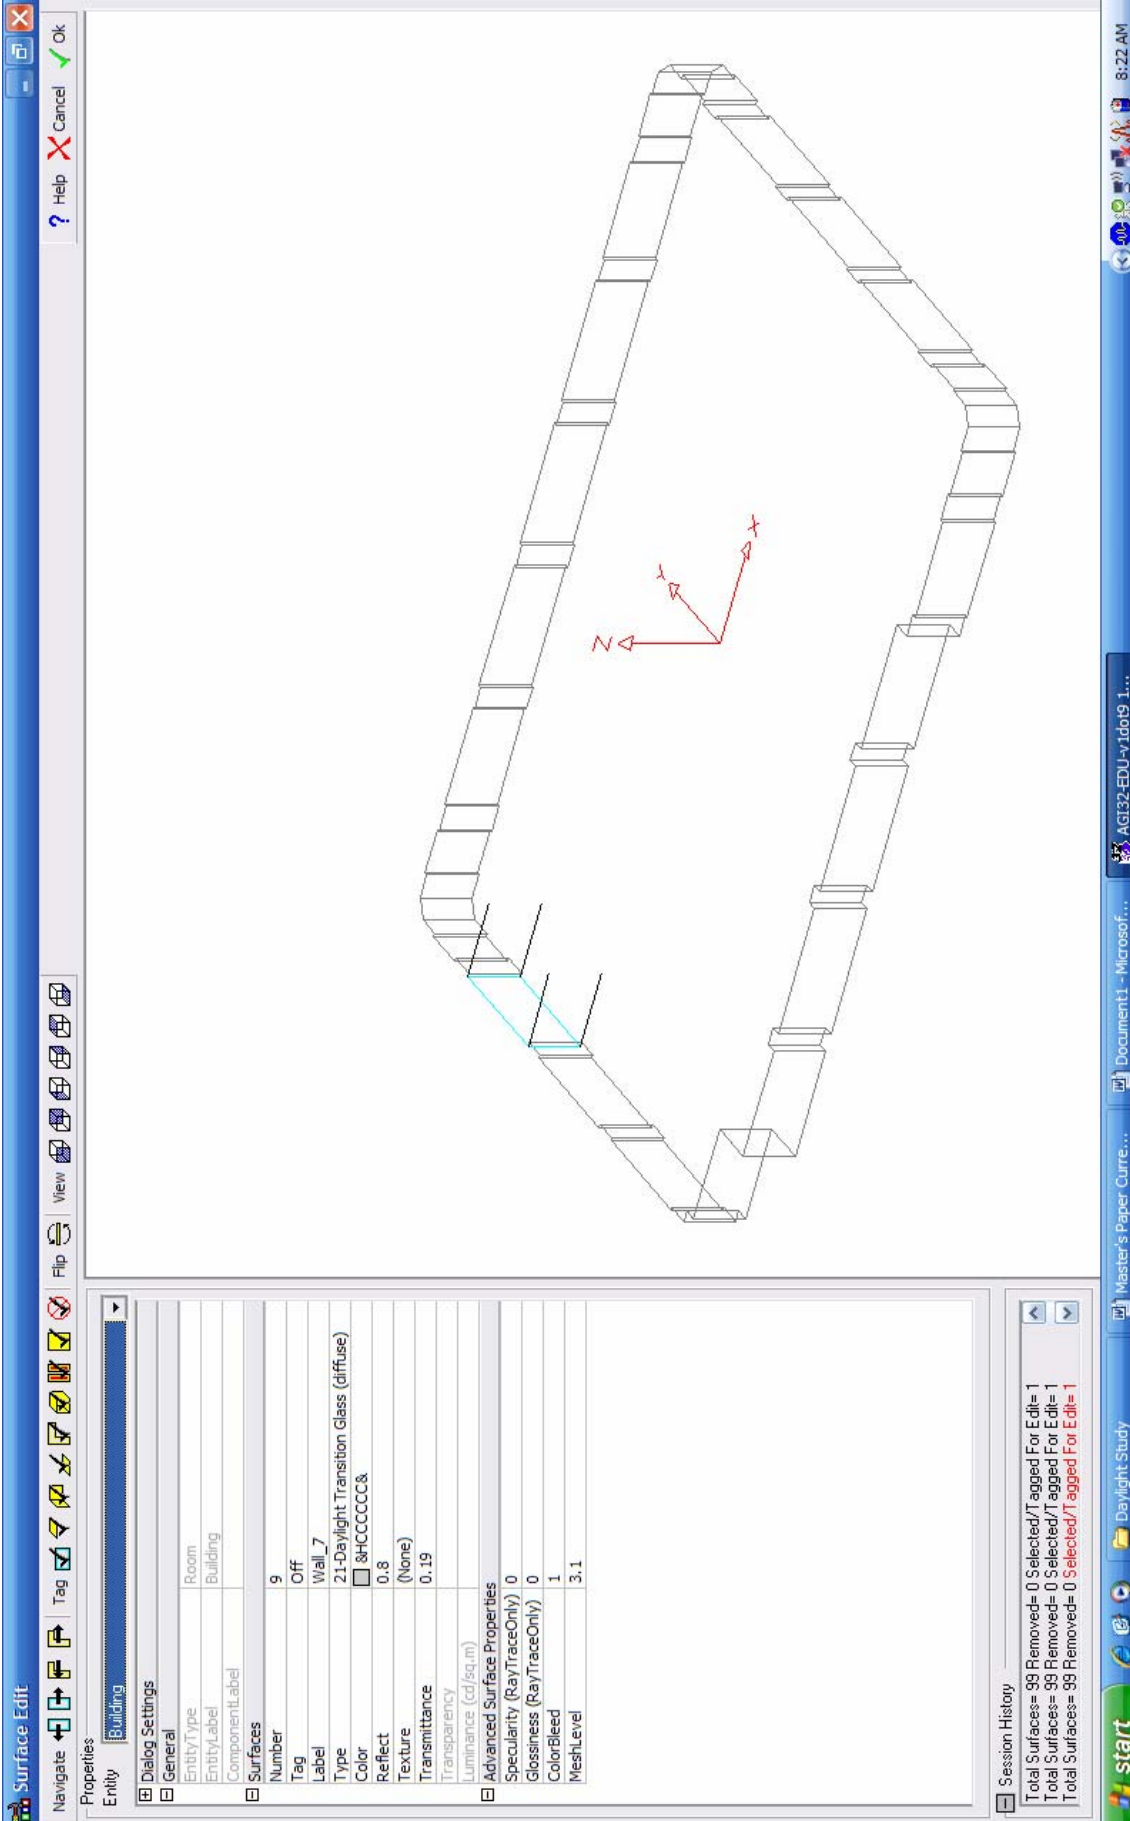 Surface Edit
Navigate Tag Flip View ? Help Cancel Ok
Properties
Entity Building
Dialog Settings
General
EntityType Room
EntityLabel Building
ComponentLabel
Surfaces
Number 9
Tag Off
Label Wall_7
Type 21-Daylight Transition Glass (diffuse)
Color &HCCCCCC&
Reflect 0.8
Texture (None)
Transmittance 0.19
Transparency
Luminance (cd/sq.m)
Advanced Surface Properties
Specularity (RayTraceOnly) 0
Glossiness (RayTraceOnly) 0
ColorBleed 1
MeshLevel 3.1
Z
Y
X
Session History
Total Surfaces= 99 Removed= 0 Selected/Tagged For Edit= 1
Total Surfaces= 99 Removed= 0 Selected/Tagged For Edit= 1
Total Surfaces= 99 Removed= 0 Selected/Tagged For Edit= 1
start Daylight Study Master's Paper Curre... Document1 - Microsof... AGI32-EDU-v1dot9 1... 8:22 AM